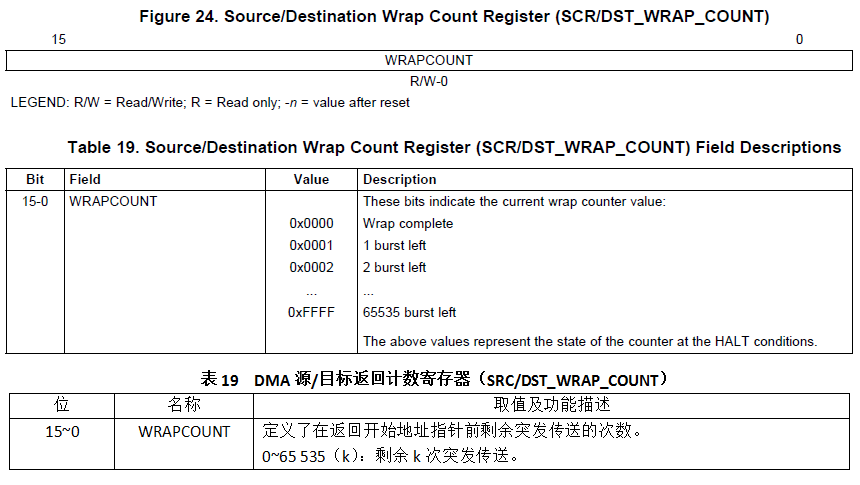 Figure 24. Source/Destination Wrap Count Register (SCR/DST_WRAP_COUNT)
15 0
WRAPCOUNT
R/W-0
LEGEND: R/W = Read/Write; R = Read only; -n = value after reset
Table 19. Source/Destination Wrap Count Register (SCR/DST_WRAP_COUNT) Field Descriptions
Bit Field Value Description
15-0 WRAPCOUNT These bits indicate the current wrap counter value:
0x0000 Wrap complete
0x0001 1 burst left
0x0002 2 burst left
... ...
0xFFFF 65535 burst left
The above values represent the state of the counter at the HALT conditions.
表 19 DMA 源/目标返回计数寄存器（SRC/DST_WRAP_COUNT）
位 名称 取值及功能描述
15~0 WRAPCOUNT 定义了在返回开始地址指针前剩余突发传送的次数。
0~65 535（k）：剩余 k 次突发传送。